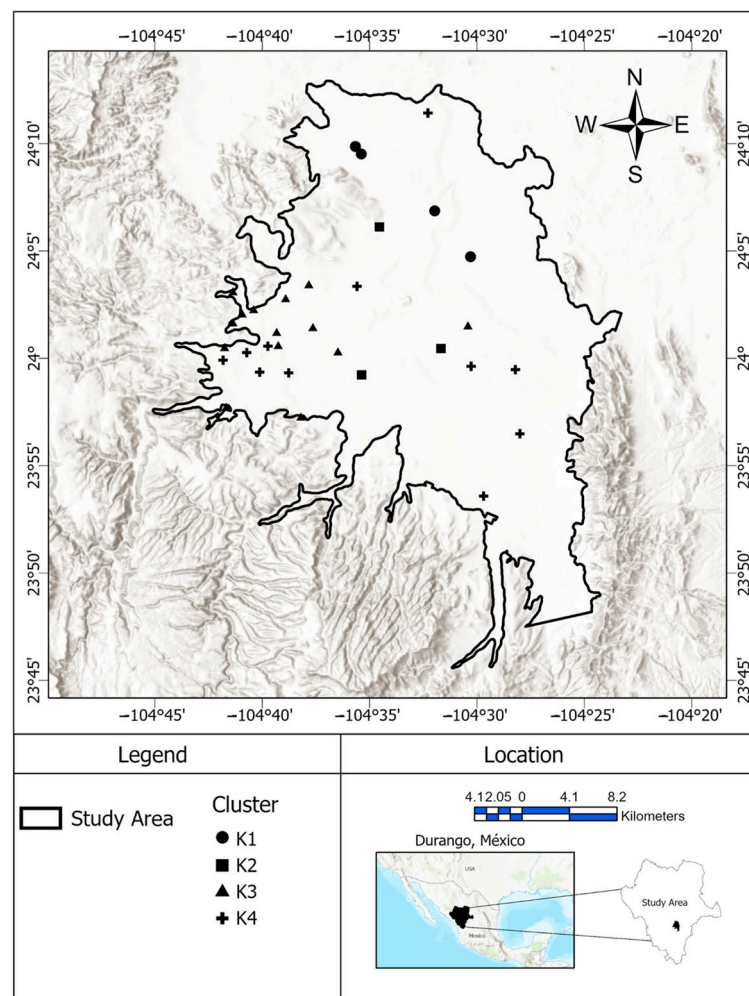 −104°45' −104°40' −104°35' −104°30' −104°25' −104°20'
N
W E
S
24°10' 24°10'
24°5' 24°5'
24° 24°
23°55' 23°55'
23°50' 23°50'
23°45' 23°45'
−104°45' −104°40' −104°35' −104°30' −104°25' −104°20'
Legend
Location
Study Area
Cluster
K1
K2
K3
K4
4.12.05 0 4.1 8.2
Kilometers
Durango, México
USA
Mexico
Study Area